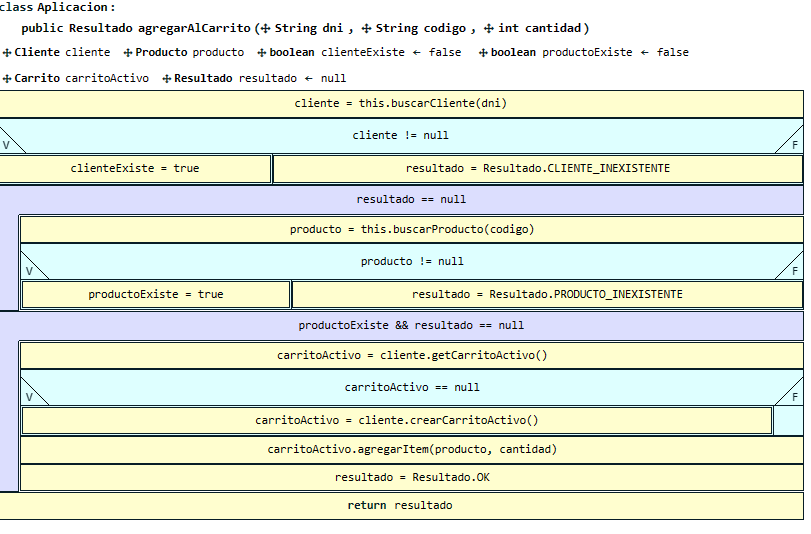 class Aplicacion:
public Resultado agregarAlCarrito(✢ String dni, ✢ String codigo, ✢ int cantidad)
✢ Cliente cliente ✢ Producto producto ✢ boolean clienteExiste ← false ✢ boolean productoExiste ← false
✢ Carrito carritoActivo ✢ Resultado resultado ← null
cliente = this.buscarCliente(dni)
cliente != null
V F
clienteExiste = true resultado = Resultado.CLIENTE_INEXISTENTE
resultado == null
producto = this.buscarProducto(codigo)
producto != null
V F
productoExiste = true resultado = Resultado.PRODUCTO_INEXISTENTE
productoExiste && resultado == null
carritoActivo = cliente.getCarritoActivo()
carritoActivo == null
V F
carritoActivo = cliente.crearCarritoActivo()
carritoActivo.agregarItem(producto, cantidad)
resultado = Resultado.OK
return resultado